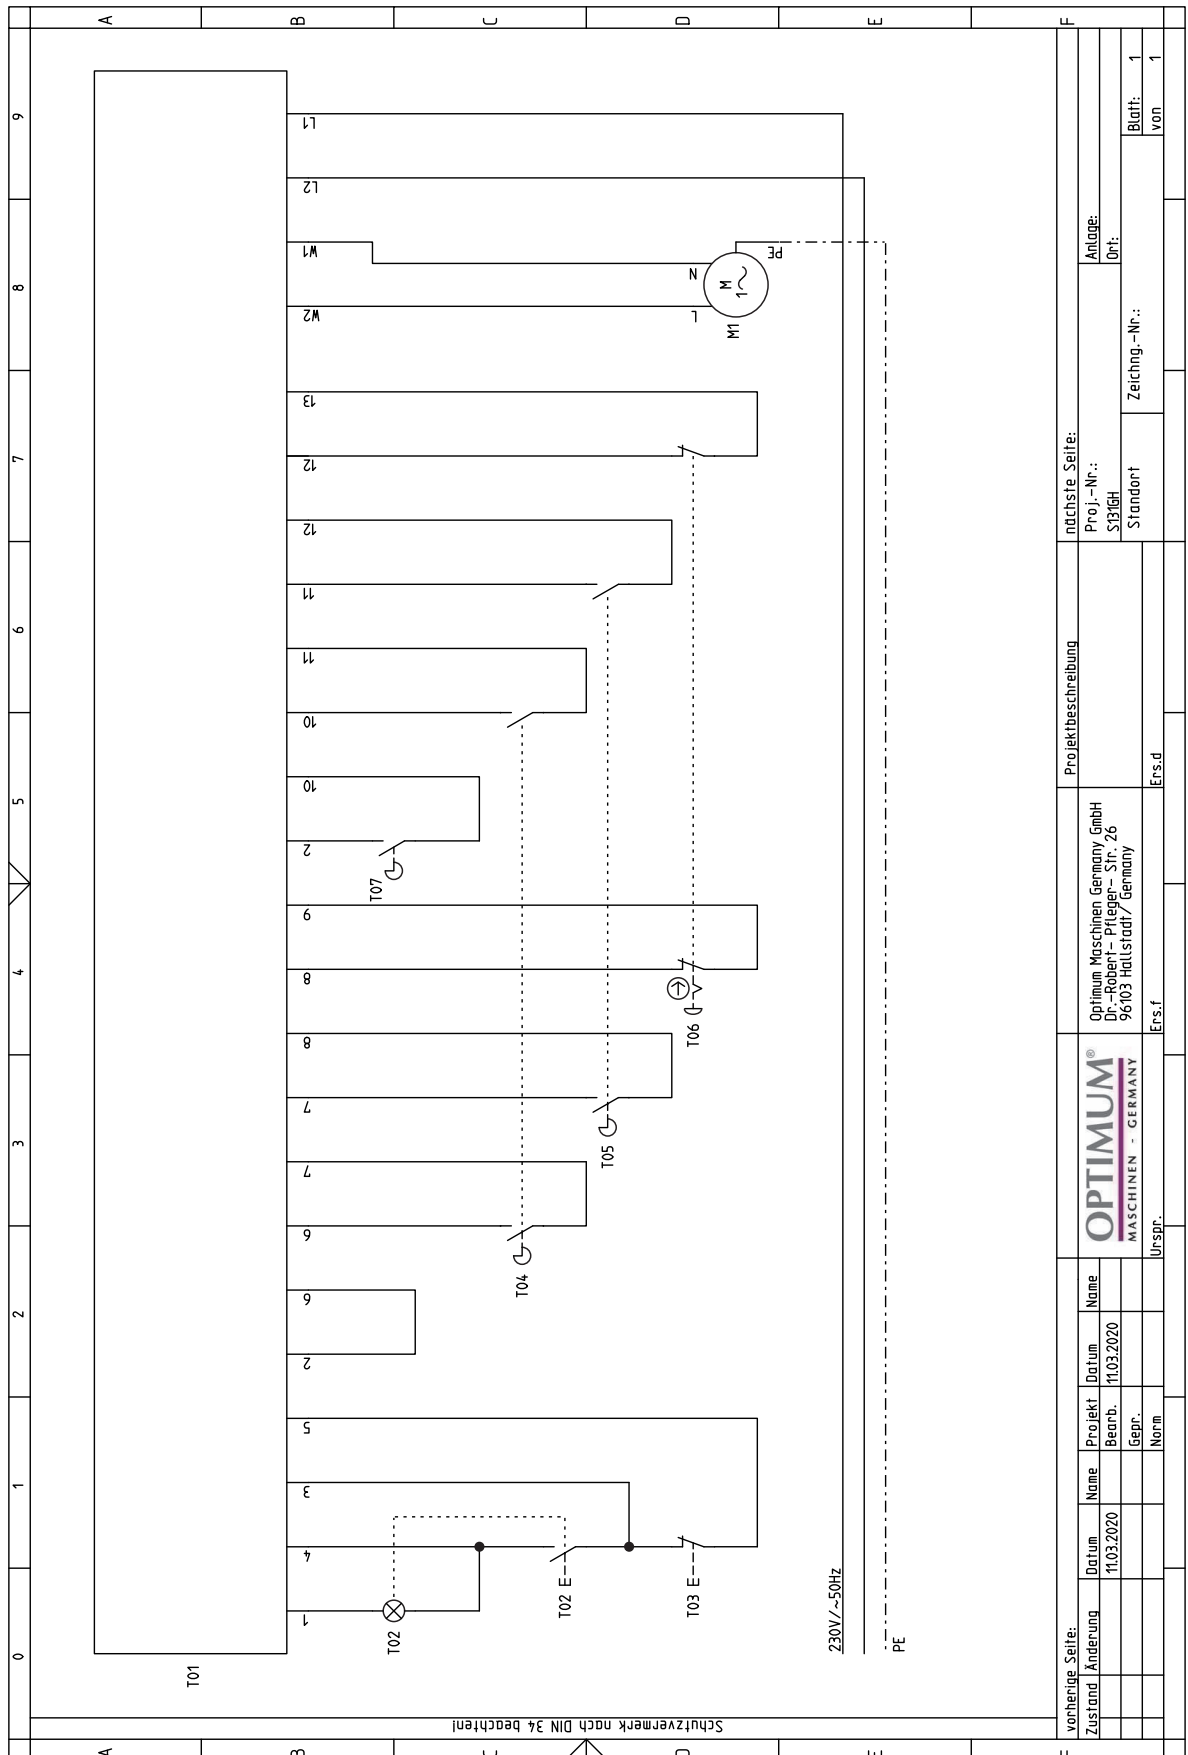 0 1 2 3 4 5 6 7 8 9
A
B
C
D
E
F
T01
1 4 3 5 2 6 6 7 7 8 8 9 2 10 10 11 11 12 12 13 W2 W1 L2 L1
T02
T07
T04
T02 E
T05
T03 E
T06
L
N
M
1
M1
PE
230V/~50Hz
PE
Schutzvermerk nach DIN 34 beachten!
vorherige Seite:
Zustand Änderung Datum Name
11.03.2020
Projekt Datum Name
Bearb. 11.03.2020
Gepr.
Norm
OPTIMUM®
MASCHINEN - GERMANY
Urspr.
Optimum Maschinen Germany GmbH
Dr.-Robert- Pfleger- Str. 26
96103 Hallstadt/ Germany
Ers.f
Ers.d
Projektbeschreibung
nächste Seite:
Proj.-Nr.:
S131GH
Standort
Anlage:
Ort:
Zeichng.-Nr.:
Blatt: 1
von 1